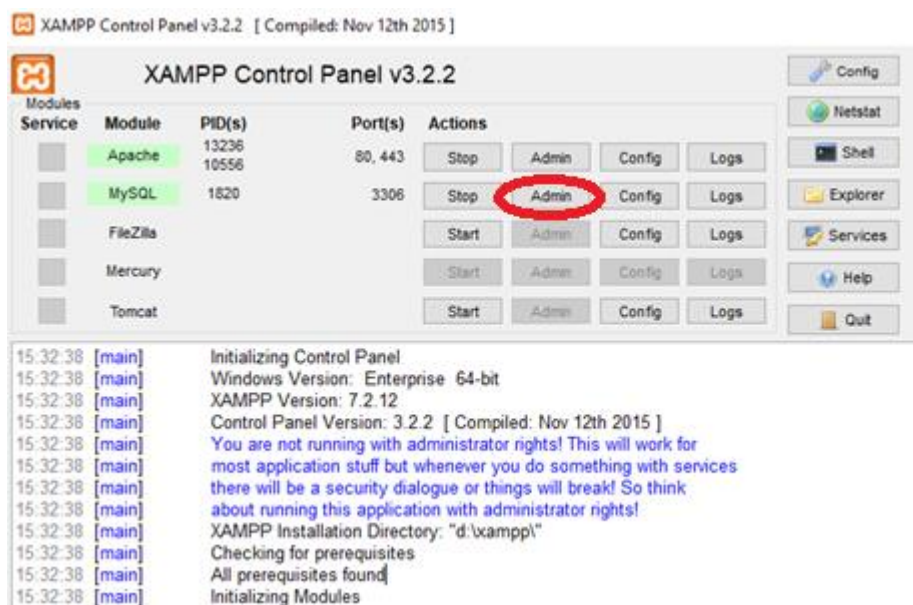 XAMPP Control Panel v3.2.2 [ Compiled: Nov 12th 2015 ]
XAMPP Control Panel v3.2.2
Config
Modules
Service Module PID(s) Port(s) Actions
Netstat
Apache 13236 10556 80, 443 Stop Admin Config Logs
Shell
MySQL 1820 3306 Stop Admin Config Logs
Explorer
FileZilla Start Admin Config Logs
Services
Mercury Start Admin Config Logs
Help
Tomcat Start Admin Config Logs
Quit
15:32:38 [main] Initializing Control Panel
15:32:38 [main] Windows Version: Enterprise 64-bit
15:32:38 [main] XAMPP Version: 7.2.12
15:32:38 [main] Control Panel Version: 3.2.2 [ Compiled: Nov 12th 2015 ]
15:32:38 [main] You are not running with administrator rights! This will work for
15:32:38 [main] most application stuff but whenever you do something with services
15:32:38 [main] there will be a security dialogue or things will break! So think
15:32:38 [main] about running this application with administrator rights!
15:32:38 [main] XAMPP Installation Directory: "d:\xampp\"
15:32:38 [main] Checking for prerequisites
15:32:38 [main] All prerequisites found
15:32:38 [main] Initializing Modules